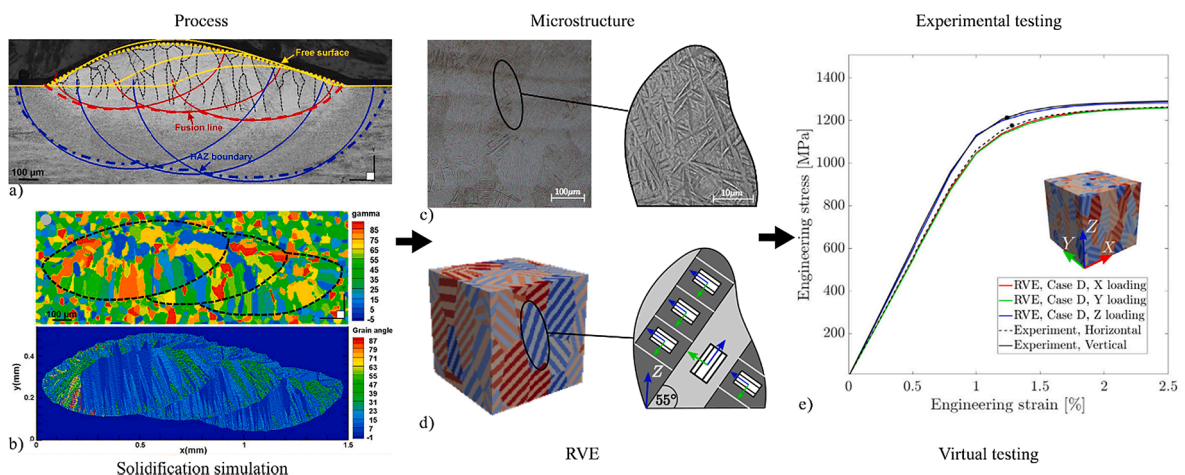 Process
Free surface
Fusion line
HAZ boundary
100 μm
a)
gamma
85
75
65
55
45
35
25
15
5
-5
100 μm
Grain angle
87
79
71
63
55
47
39
31
23
15
7
-1
y(mm)
0.4
0.2
0
0
0.5
1
1.5
x(mm)
b)
Solidification simulation
Microstructure
100μm
10μm
c)
Z
55°
d)
RVE
Experimental testing
Engineering stress [MPa]
1400
1200
1000
800
600
400
200
0
0.5
1
1.5
2.0
2.5
Engineering strain [%]
Z
Y
X
RVE, Case D, X loading
RVE, Case D, Y loading
RVE, Case D, Z loading
Experiment, Horizontal
Experiment, Vertical
e)
Virtual testing